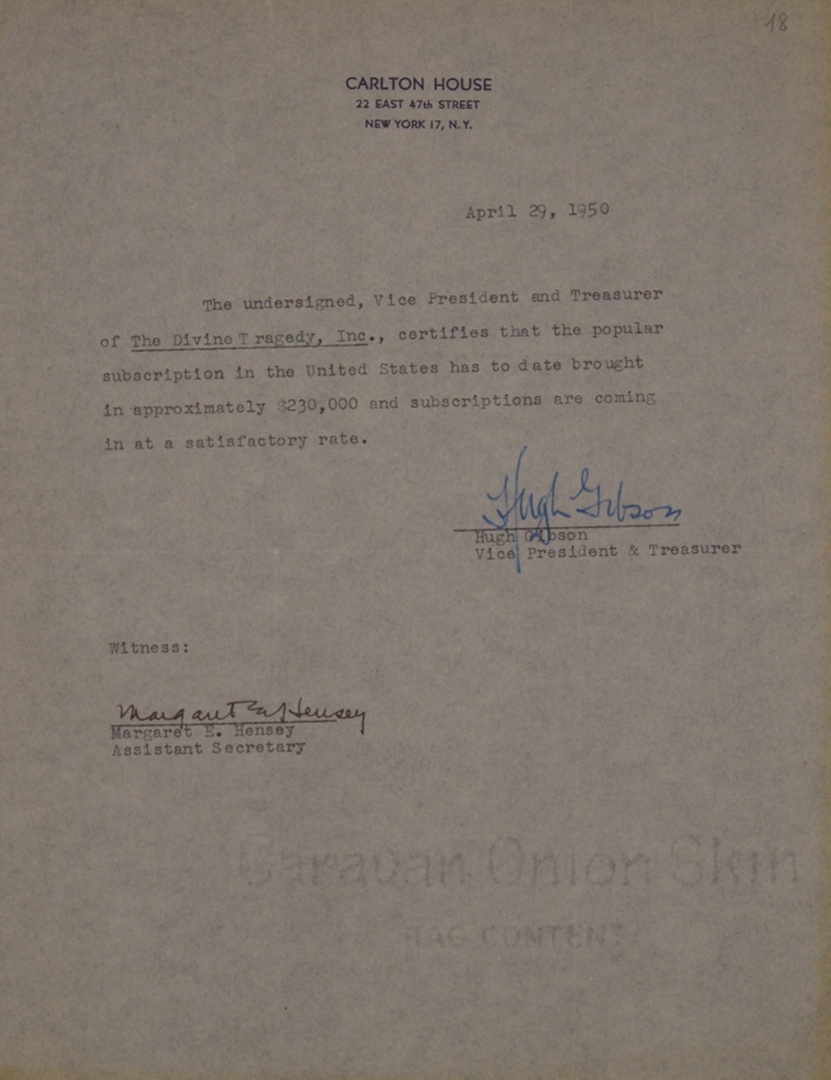 18
CARLTON HOUSE
22 EAST 47th STREET
NEW YORK 17, N.Y.
April 29, 1950
The undersigned, Vice President and Treasurer
of The Divine Tragedy, Inc., certifies that the popular
subscription in the United States has to date brought
in approximately $230,000 and subscriptions are coming
in at a satisfactory rate.
Hugh Gibson
Hugh Gibson
Vice President & Treasurer
Witness:
Margaret E. Hensey
Margaret E. Hensey
Assistant Secretary
Caravan Onion Skin
RAG CONTENT